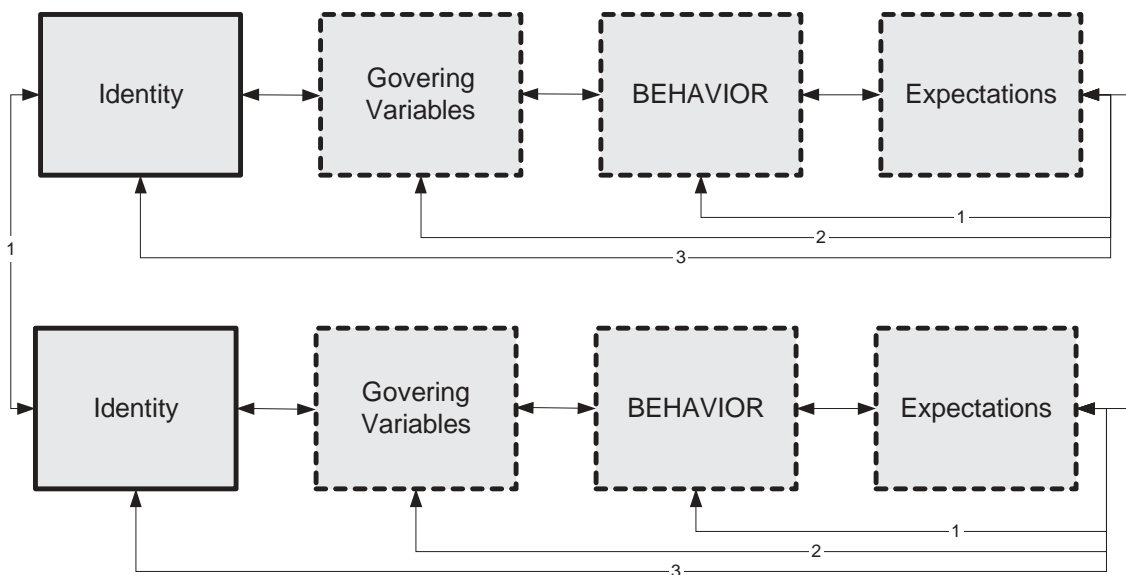 Identity
Govering
Variables
BEHAVIOR
Expectations
1
2
3
1
Identity
Govering
Variables
BEHAVIOR
Expectations
1
2
3